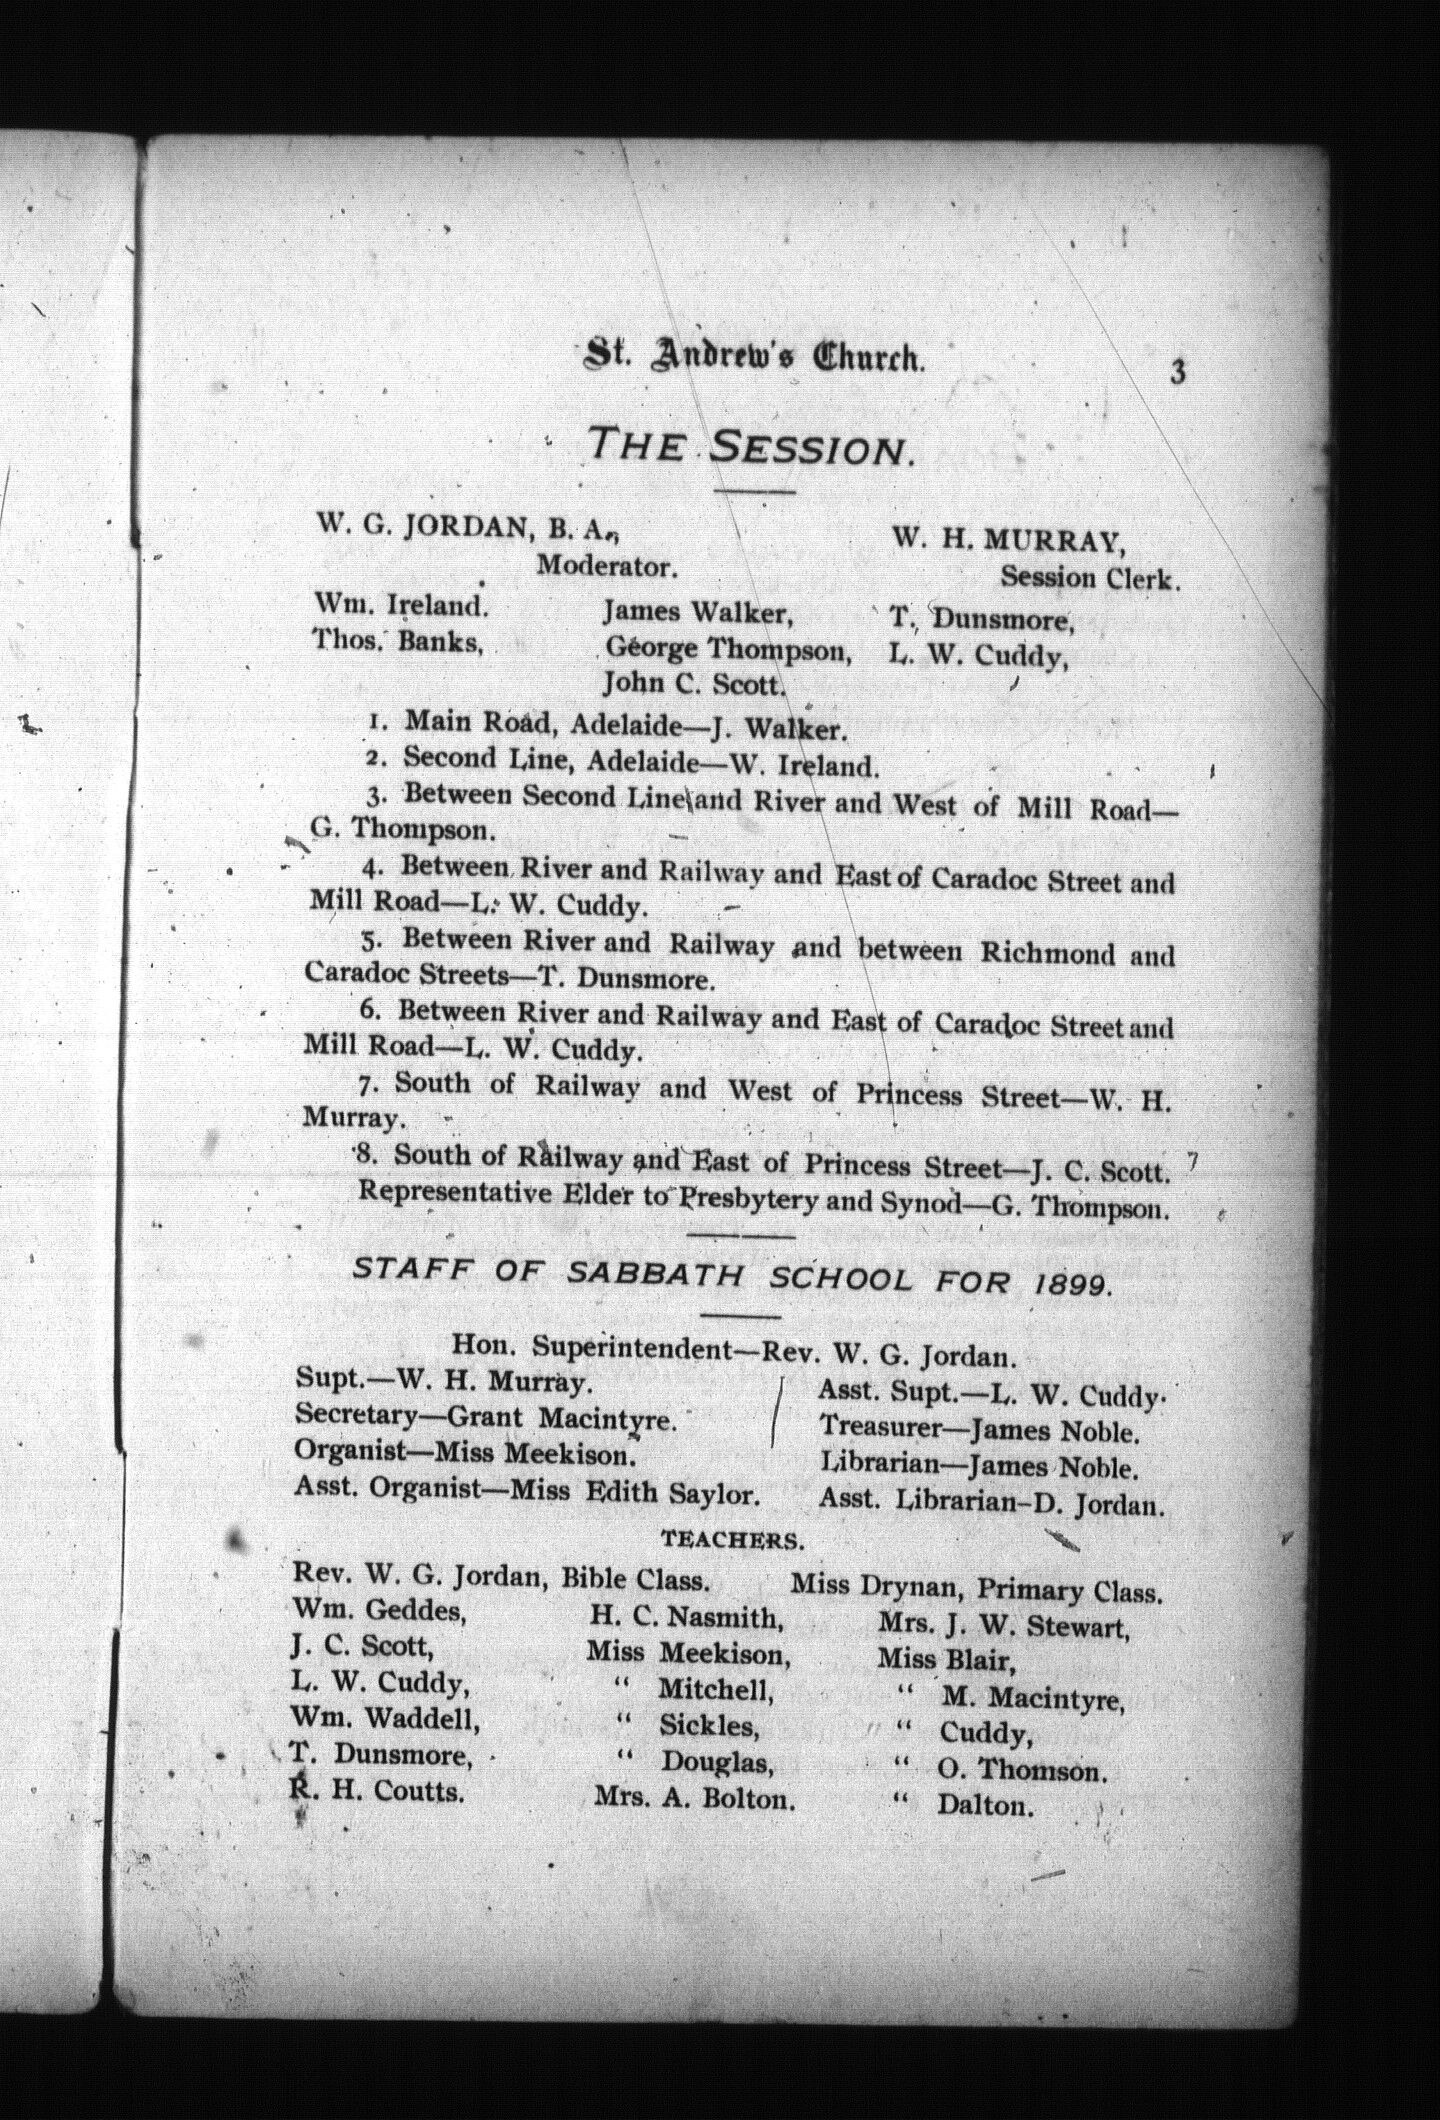 St. Andrew's Church. 3
THE SESSION.
W. G. JORDAN, B. A., W. H. MURRAY,
Moderator. Session Clerk.
Wm. Ireland. James Walker, T. Dunsmore,
Thos. Banks, George Thompson, L. W. Cuddy,
John C. Scott.
1. Main Road, Adelaide—J. Walker.
2. Second Line, Adelaide—W. Ireland.
3. Between Second Line and River and West of Mill Road—
G. Thompson.
4. Between River and Railway and East of Caradoc Street and
Mill Road—L. W. Cuddy.
5. Between River and Railway and between Richmond and
Caradoc Streets—T. Dunsmore.
6. Between River and Railway and East of Caradoc Street and
Mill Road—L. W. Cuddy.
7. South of Railway and West of Princess Street—W. H.
Murray.
8. South of Railway and East of Princess Street—J. C. Scott.
Representative Elder to Presbytery and Synod—G. Thompson.
STAFF OF SABBATH SCHOOL FOR 1899.
Hon. Superintendent—Rev. W. G. Jordan.
Supt.—W. H. Murray. Asst. Supt.—L. W. Cuddy.
Secretary—Grant Macintyre. Treasurer—James Noble.
Organist—Miss Meekison. Librarian—James Noble.
Asst. Organist—Miss Edith Saylor. Asst. Librarian–D. Jordan.
TEACHERS.
Rev. W. G. Jordan, Bible Class. Miss Drynan, Primary Class.
Wm. Geddes, H. C. Nasmith, Mrs. J. W. Stewart,
J. C. Scott, Miss Meekison, Miss Blair,
L. W. Cuddy, “ Mitchell, “ M. Macintyre,
Wm. Waddell, “ Sickles, “ Cuddy,
T. Dunsmore, “ Douglas, “ O. Thomson.
R. H. Coutts. Mrs. A. Bolton. “ Dalton.